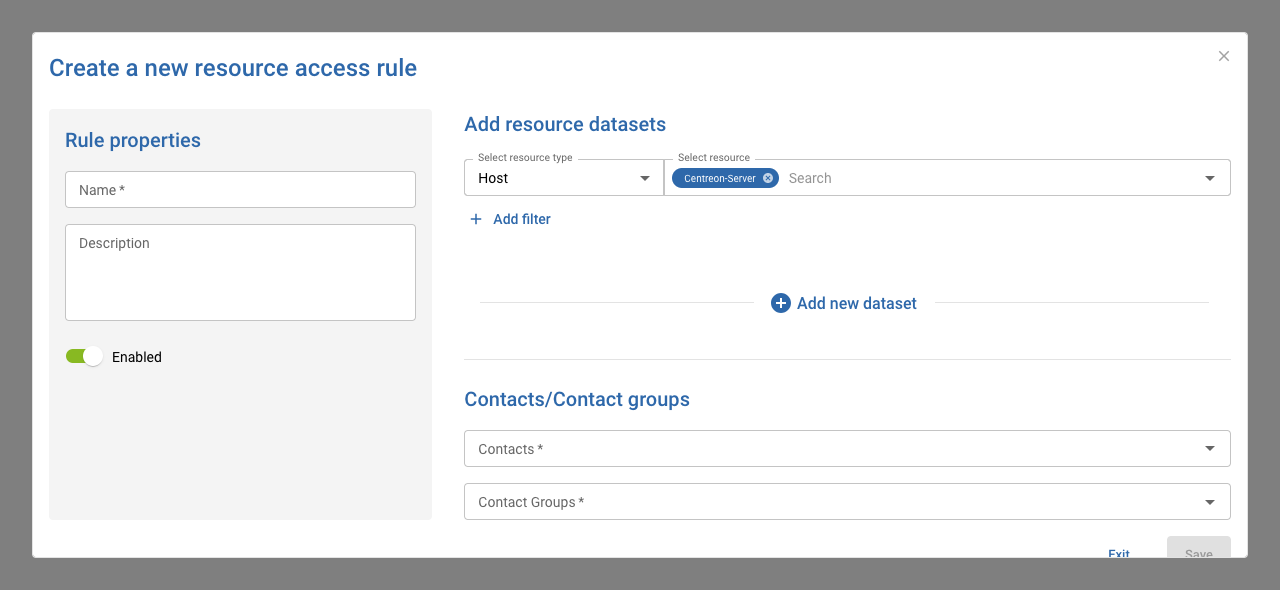 Create a new resource access rule
Rule properties
Name *
Description
Enabled
Add resource datasets
Select resource type
Host
Select resource
Centreon-Server
Search
Add filter
Add new dataset
Contacts/Contact groups
Contacts *
Contact Groups *
Exit
Save